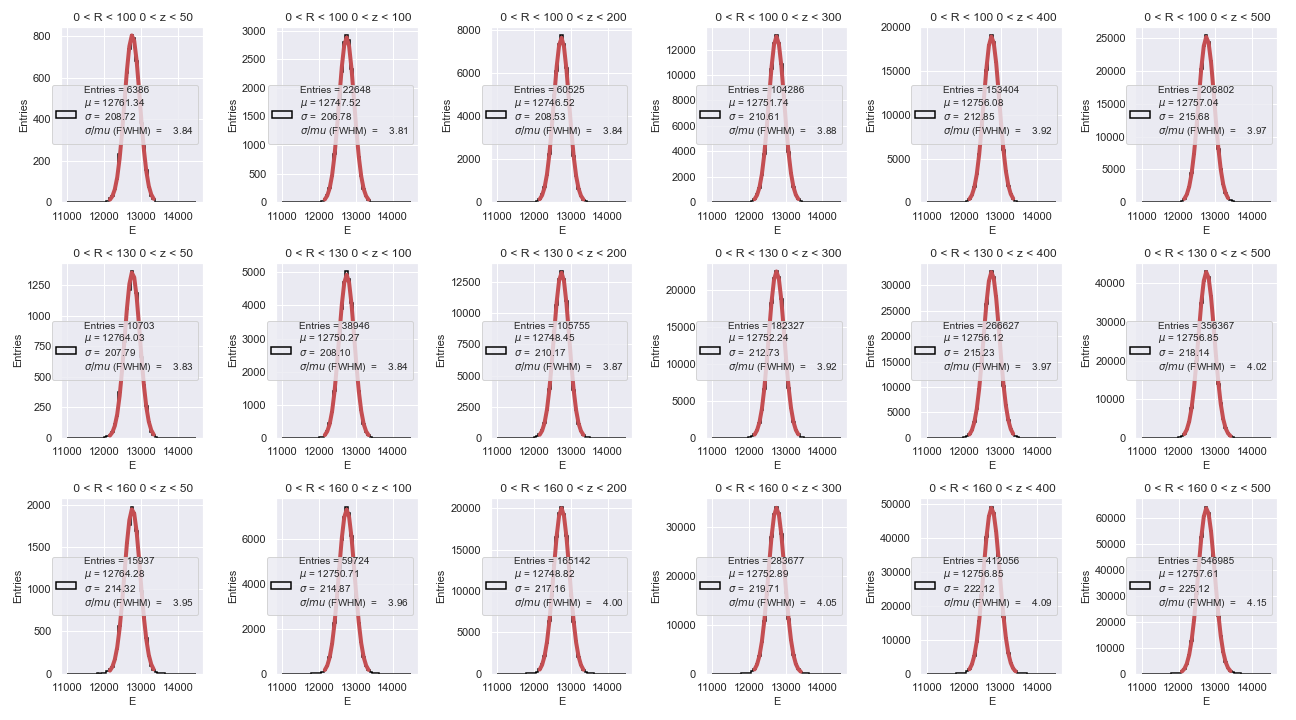 0 < R < 100 0 < z < 50
Entries
800
600
400
200
0
Entries = 6386
μ = 12761.34
σ = 208.72
σ/mu (FWHM) = 3.84
11000 12000 13000 14000
E
0 < R < 100 0 < z < 100
Entries
3000
2500
2000
1500
1000
500
0
Entries = 22648
μ = 12747.52
σ = 206.78
σ/mu (FWHM) = 3.81
11000 12000 13000 14000
E
0 < R < 100 0 < z < 200
Entries
8000
6000
4000
2000
0
Entries = 60525
μ = 12746.52
σ = 208.53
σ/mu (FWHM) = 3.84
11000 12000 13000 14000
E
0 < R < 100 0 < z < 300
Entries
12000
10000
8000
6000
4000
2000
0
Entries = 104286
μ = 12751.74
σ = 210.61
σ/mu (FWHM) = 3.88
11000 12000 13000 14000
E
0 < R < 100 0 < z < 400
Entries
20000
15000
10000
5000
0
Entries = 153404
μ = 12756.08
σ = 212.85
σ/mu (FWHM) = 3.92
11000 12000 13000 14000
E
0 < R < 100 0 < z < 500
Entries
25000
20000
15000
10000
5000
0
Entries = 206802
μ = 12757.04
σ = 215.68
σ/mu (FWHM) = 3.97
11000 12000 13000 14000
E
0 < R < 130 0 < z < 50
Entries
1250
1000
750
500
250
0
Entries = 10703
μ = 12764.03
σ = 207.79
σ/mu (FWHM) = 3.83
11000 12000 13000 14000
E
0 < R < 130 0 < z < 100
Entries
5000
4000
3000
2000
1000
0
Entries = 38946
μ = 12750.27
σ = 208.10
σ/mu (FWHM) = 3.84
11000 12000 13000 14000
E
0 < R < 130 0 < z < 200
Entries
12500
10000
7500
5000
2500
0
Entries = 105755
μ = 12748.45
σ = 210.17
σ/mu (FWHM) = 3.87
11000 12000 13000 14000
E
0 < R < 130 0 < z < 300
Entries
20000
15000
10000
5000
0
Entries = 182327
μ = 12752.24
σ = 212.73
σ/mu (FWHM) = 3.92
11000 12000 13000 14000
E
0 < R < 130 0 < z < 400
Entries
30000
25000
20000
15000
10000
5000
0
Entries = 266627
μ = 12756.12
σ = 215.23
σ/mu (FWHM) = 3.97
11000 12000 13000 14000
E
0 < R < 130 0 < z < 500
Entries
40000
30000
20000
10000
0
Entries = 356367
μ = 12756.85
σ = 218.14
σ/mu (FWHM) = 4.02
11000 12000 13000 14000
E
0 < R < 160 0 < z < 50
Entries
2000
1500
1000
500
0
Entries = 15937
μ = 12764.28
σ = 214.32
σ/mu (FWHM) = 3.95
11000 12000 13000 14000
E
0 < R < 160 0 < z < 100
Entries
6000
4000
2000
0
Entries = 59724
μ = 12750.71
σ = 214.87
σ/mu (FWHM) = 3.96
11000 12000 13000 14000
E
0 < R < 160 0 < z < 200
Entries
20000
15000
10000
5000
0
Entries = 165142
μ = 12748.82
σ = 217.16
σ/mu (FWHM) = 4.00
11000 12000 13000 14000
E
0 < R < 160 0 < z < 300
Entries
30000
20000
10000
0
Entries = 283677
μ = 12752.89
σ = 219.71
σ/mu (FWHM) = 4.05
11000 12000 13000 14000
E
0 < R < 160 0 < z < 400
Entries
50000
40000
30000
20000
10000
0
Entries = 412056
μ = 12756.85
σ = 222.12
σ/mu (FWHM) = 4.09
11000 12000 13000 14000
E
0 < R < 160 0 < z < 500
Entries
60000
50000
40000
30000
20000
10000
0
Entries = 546985
μ = 12757.61
σ = 225.12
σ/mu (FWHM) = 4.15
11000 12000 13000 14000
E